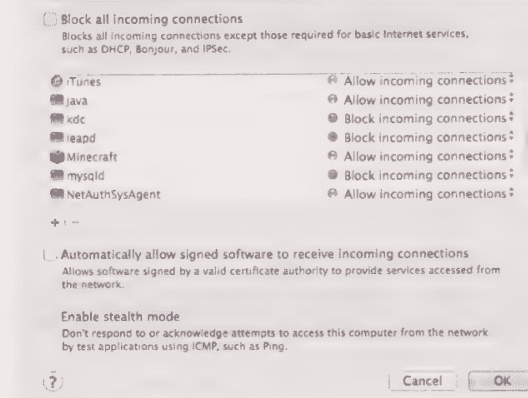 Block all incoming connections
Blocks all incoming connections except those required for basic Internet services,
such as DHCP, Bonjour, and IPSec.
iTunes Allow incoming connections
java Allow incoming connections
kdc Block incoming connections
leapd Block incoming connections
Minecraft Allow incoming connections
mysqld Block incoming connections
NetAuthSysAgent Allow incoming connections
+ −
Automatically allow signed software to receive incoming connections
Allows software signed by a valid certificate authority to provide services accessed from
the network.
Enable stealth mode
Don't respond to or acknowledge attempts to access this computer from the network
by test applications using ICMP, such as Ping.
? Cancel OK